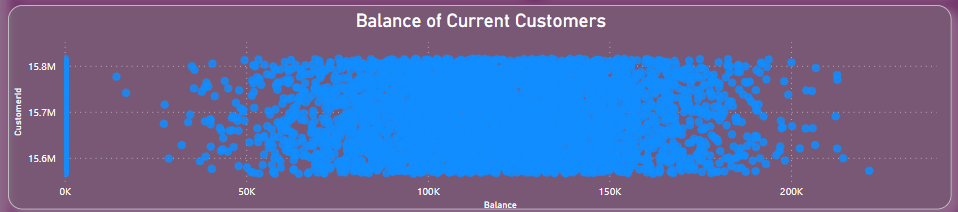 Balance of Current Customers
CustomerId
15.8M
15.7M
15.6M
0K 50K 100K 150K 200K
Balance